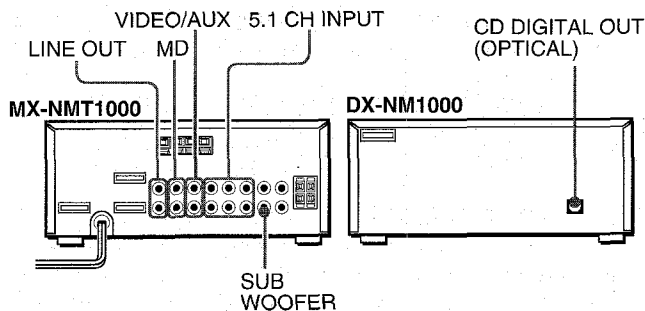 VIDEO/AUX 5.1 CH INPUT
LINE OUT MD
CD DIGITAL OUT
(OPTICAL)
MX-NMT1000
DX-NM1000
SUB
WOOFER